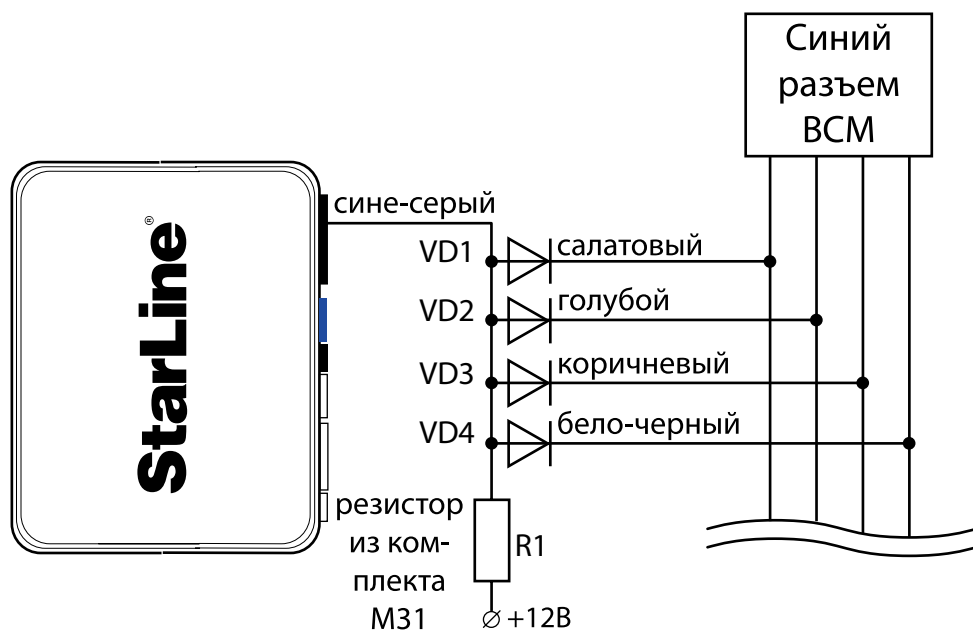 Синий
разъем
BCM
StarLine®
сине-серый
VD1
салатовый
VD2
голубой
VD3
коричневый
VD4
бело-черный
резистор
из ком-
плекта
М31
R1
+12В